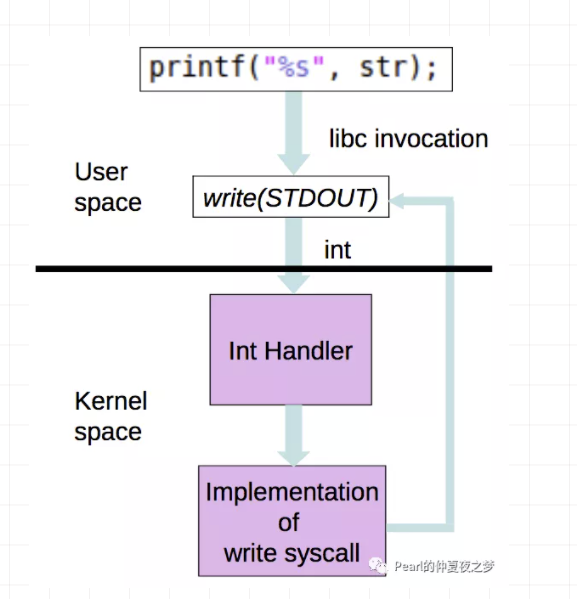 printf("%s", str);
libc invocation
User
space
write(STDOUT)
int
Int Handler
Kernel
space
Implementation
of
write syscall
Pearl的仲夏夜之梦